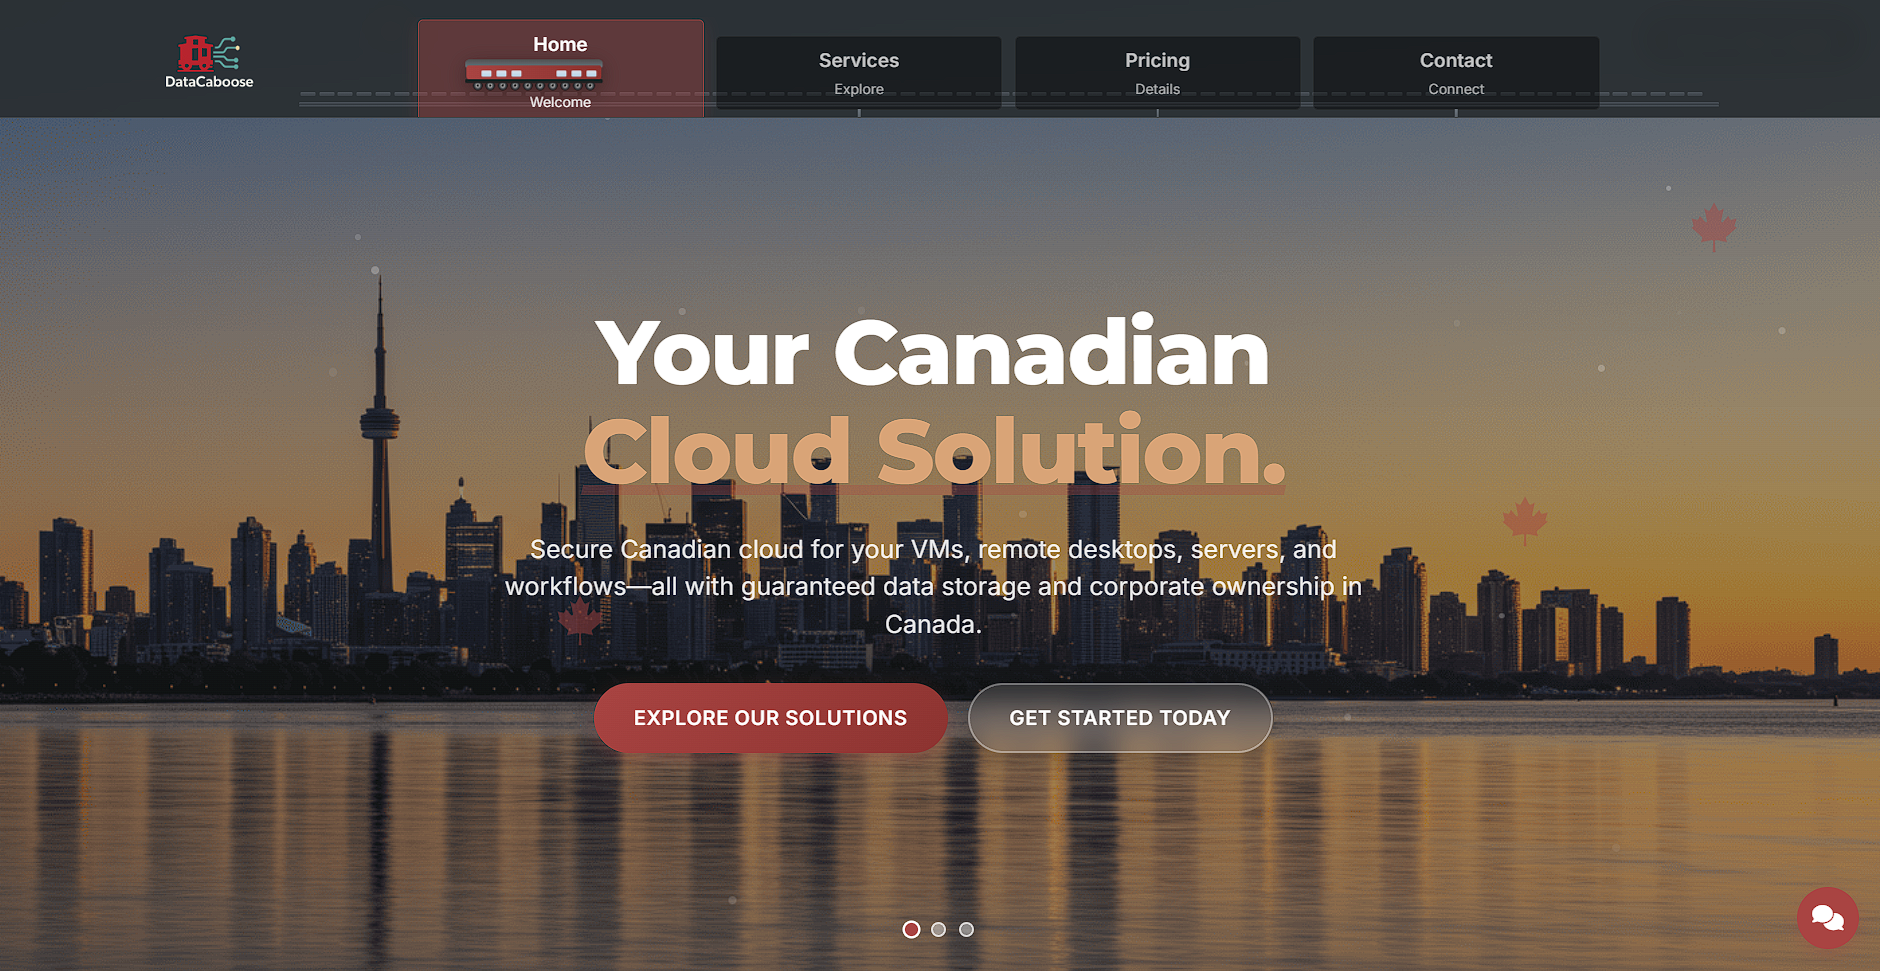 DataCaboose
Home
Welcome
Services
Explore
Pricing
Details
Contact
Connect
Your Canadian
Cloud Solution.
Secure Canadian cloud for your VMs, remote desktops, servers, and
workflows—all with guaranteed data storage and corporate ownership in
Canada.
EXPLORE OUR SOLUTIONS
GET STARTED TODAY